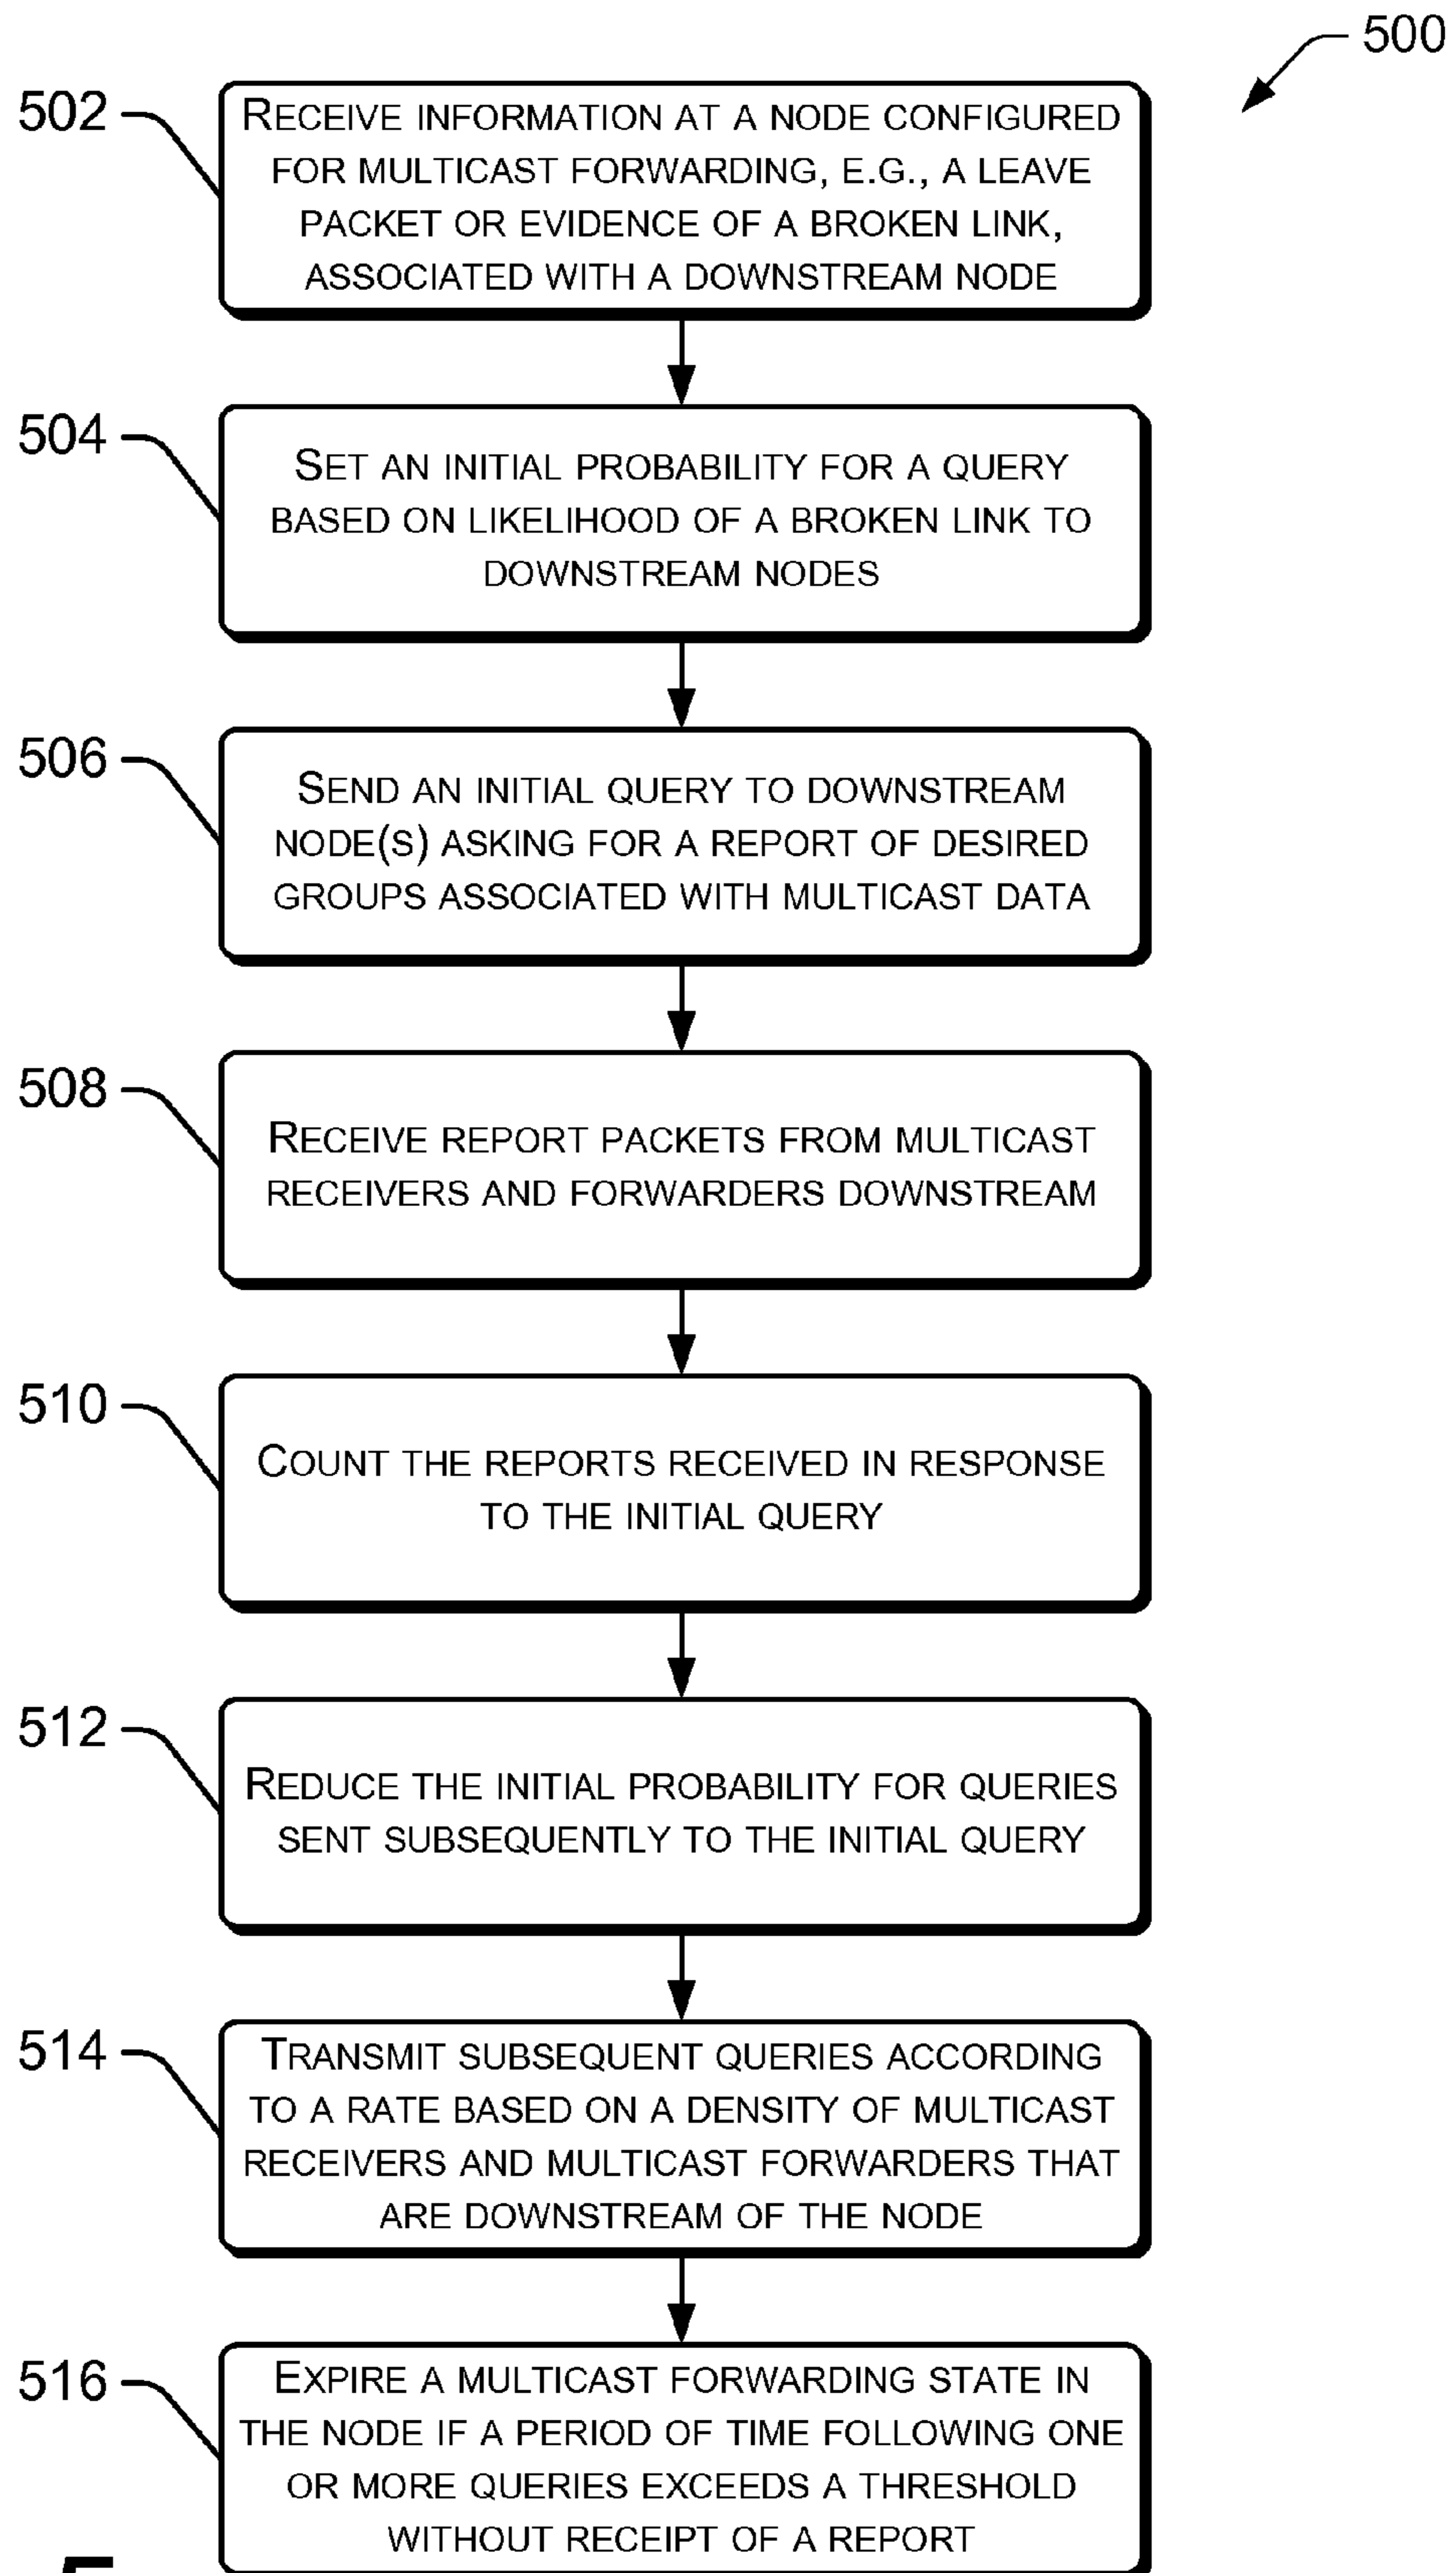 500
502
RECEIVE INFORMATION AT A NODE CONFIGURED
FOR MULTICAST FORWARDING, E.G., A LEAVE
PACKET OR EVIDENCE OF A BROKEN LINK,
ASSOCIATED WITH A DOWNSTREAM NODE
504
SET AN INITIAL PROBABILITY FOR A QUERY
BASED ON LIKELIHOOD OF A BROKEN LINK TO
DOWNSTREAM NODES
506
SEND AN INITIAL QUERY TO DOWNSTREAM
NODE(S) ASKING FOR A REPORT OF DESIRED
GROUPS ASSOCIATED WITH MULTICAST DATA
508
RECEIVE REPORT PACKETS FROM MULTICAST
RECEIVERS AND FORWARDERS DOWNSTREAM
510
COUNT THE REPORTS RECEIVED IN RESPONSE
TO THE INITIAL QUERY
512
REDUCE THE INITIAL PROBABILITY FOR QUERIES
SENT SUBSEQUENTLY TO THE INITIAL QUERY
514
TRANSMIT SUBSEQUENT QUERIES ACCORDING
TO A RATE BASED ON A DENSITY OF MULTICAST
RECEIVERS AND MULTICAST FORWARDERS THAT
ARE DOWNSTREAM OF THE NODE
516
EXPIRE A MULTICAST FORWARDING STATE IN
THE NODE IF A PERIOD OF TIME FOLLOWING ONE
OR MORE QUERIES EXCEEDS A THRESHOLD
WITHOUT RECEIPT OF A REPORT